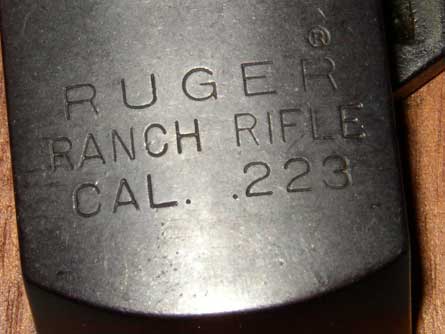 RUGER®
RANCH RIFLE
CAL. .223